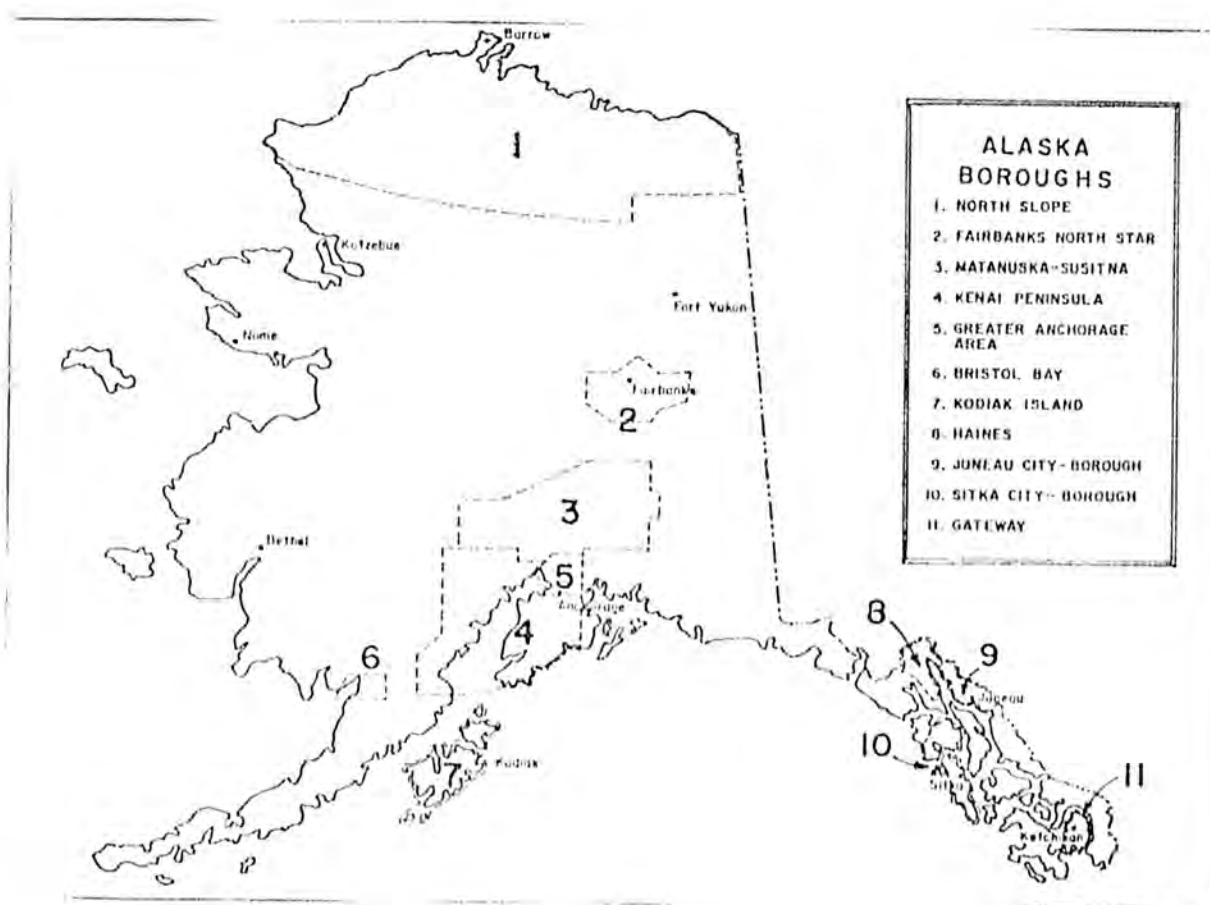 Barrow
1
Kotzebue
Nome
Fort Yukon
Fairbanks
2
3
Bethel
5
Anchorage
4
6
7
Kodiak
8
9
Juneau
10
Sitka
11
Ketchikan
ALASKA
BOROUGHS
1. NORTH SLOPE
2. FAIRBANKS NORTH STAR
3. MATANUSKA-SUSITNA
4. KENAI PENINSULA
5. GREATER ANCHORAGE
AREA
6. BRISTOL BAY
7. KODIAK ISLAND
8. HAINES
9. JUNEAU CITY-BOROUGH
10. SITKA CITY-BOROUGH
11. GATEWAY